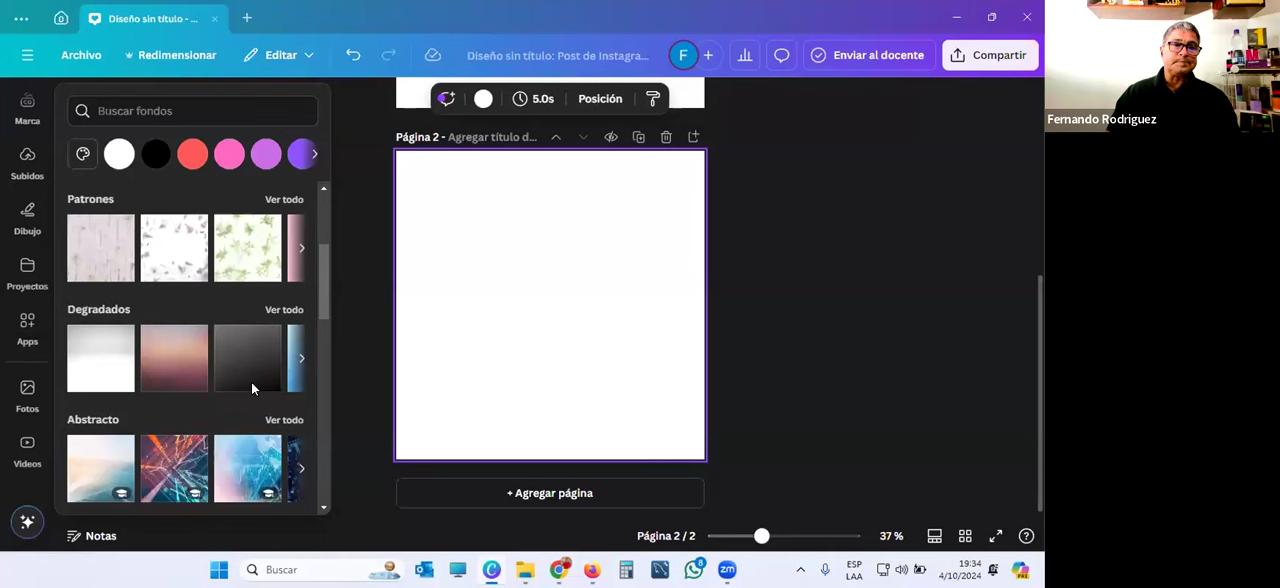 Diseño sin título - ...
Archivo
Redimensionar
Editar
Diseño sin título: Post de Instagra...
F
Enviar al docente
Compartir
Fernando Rodriguez
Marca
Subidos
Dibujo
Proyectos
Apps
Fotos
Videos
Buscar fondos
Patrones
Ver todo
Degradados
Ver todo
Abstracto
Ver todo
5.0s
Posición
Página 2 - Agregar título d...
+ Agregar página
Notas
Página 2 / 2
37 %
Buscar
8
zm
ESP
LAA
19:34
4/10/2024